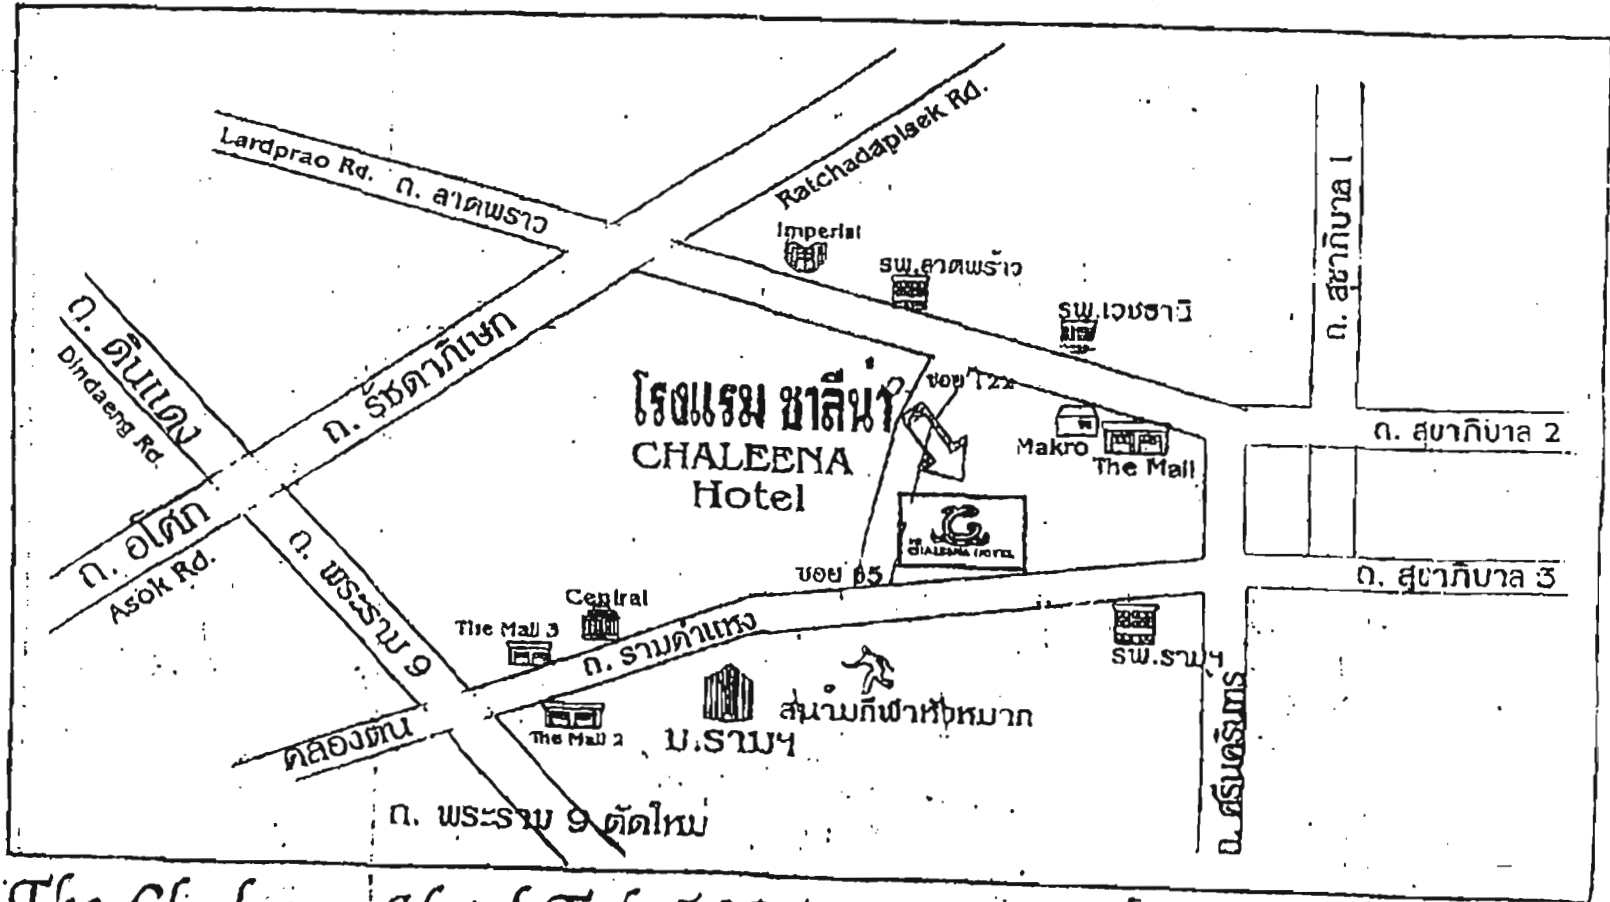 Lardprao Rd. ถ. ลาดพราว
Ratchadapisek Rd.
Imperial
รพ.ลาดพร้าว
รพ.เวชธานี
ถ. สุขาภิบาล 1
ถ. ดินแดง
Dindaeng Rd.
ถ. รัชดาภิเษก
โรงแรม ชาลีน่า
CHALEENA
Hotel
ซอย 122
Makro
The Mall
ถ. สุขาภิบาล 2
ถ. อโศก
Asok Rd.
ถ. พระราม 9
THE CHALEENA HOTEL
ซอย 65
ถ. สุขาภิบาล 3
Central
The Mall 3
ถ. รามคำแหง
รพ.รามฯ
The Mall 2
ม.รามฯ
สนามกีฬาหัวหมาก
คลองตัน
ถ. ศรีนครินทร
ถ. พระราม 9 ตัดใหม่